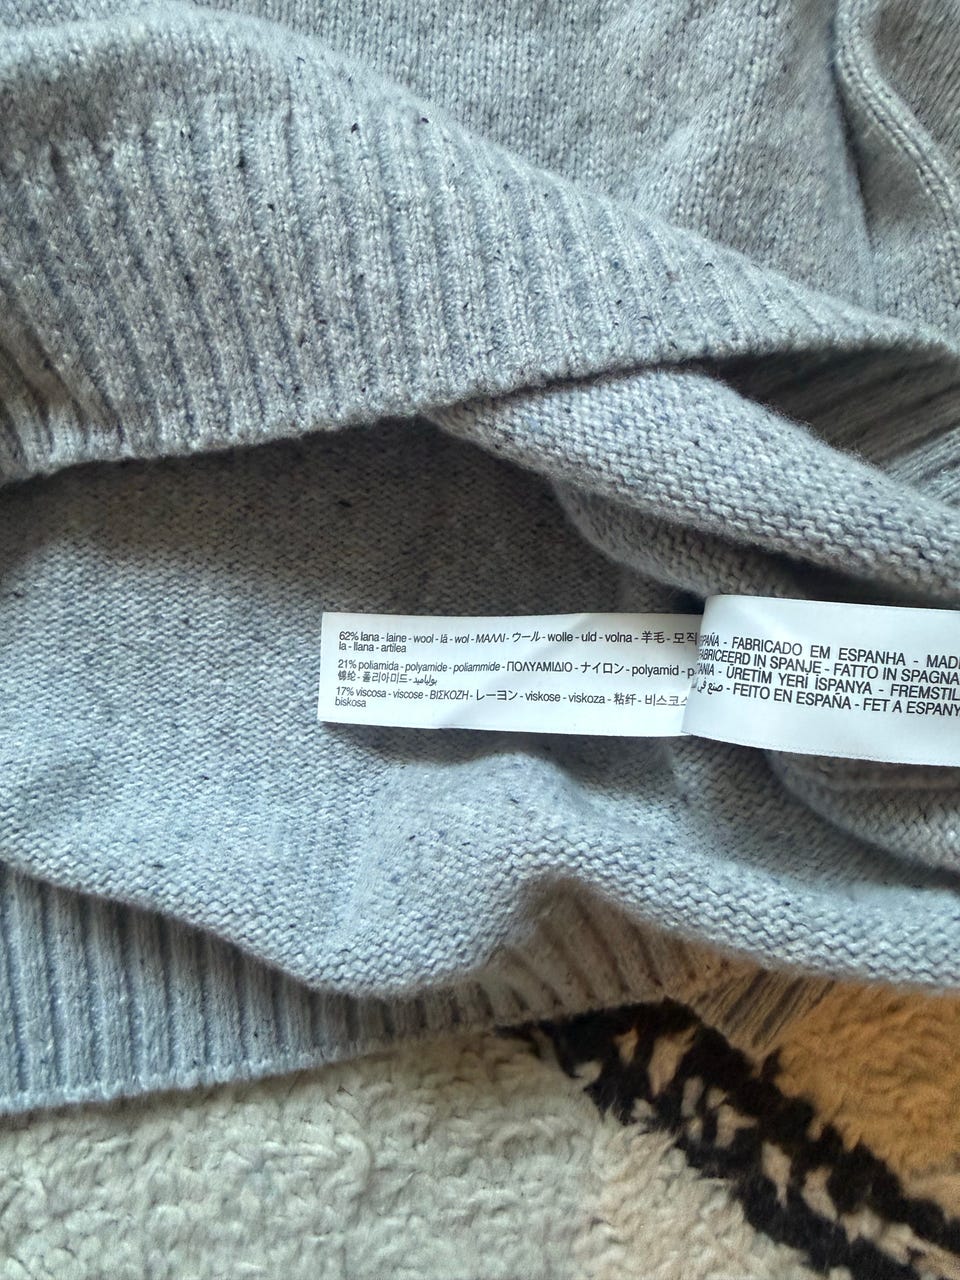 62% lana - laine - wool - lã - wol - ΜΑΛΛΙ - ウール - wolle - uld - volna - 羊毛 - 모직
la - llana - artilea
21% poliamida - polyamide - poliammide - ΠΟΛΥΑΜΙΔΙΟ - ナイロン - polyamid - p
锦纶 - 폴리아미드 - بولياميد
17% viscosa - viscose - ΒΙΣΚΟΖΗ - レーヨン - viskose - viskoza - 粘纤 - 비스코스
biskosa
- FABRICADO EM ESPANHA - MADE
IN SPANJE - FATTO IN SPAGNA
- ÜRETİM YERİ İSPANYA - FREMSTIL
صنع في - FEITO EN ESPAÑA - FET A ESPANY